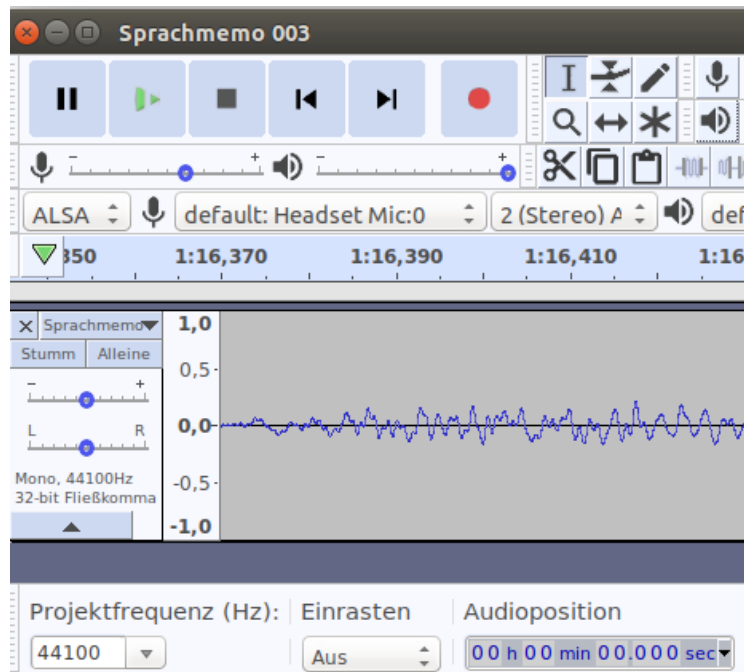 Sprachmemo 003
ALSA default: Headset Mic:0 2 (Stereo) A def
350 1:16,370 1:16,390 1:16,410 1:16
Sprachmemo 1,0
Stumm Alleine
0,5
- +
L R 0,0
Mono, 44100Hz
32-bit Fließkomma
-0,5
-1,0
Projektfrequenz (Hz): Einrasten Audioposition
44100 Aus 00 h 00 min 00.000 sec